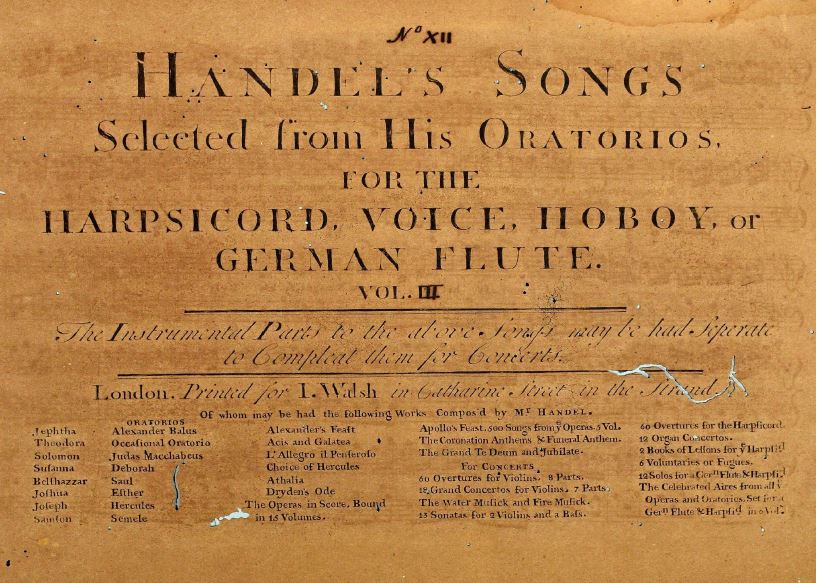 No XII
HANDEL'S SONGS
Selected from His ORATORIOS,
FOR THE
HARPSICORD, VOICE, HOBOY, or
GERMAN FLUTE.
VOL. III
The Instrumental Parts to the above Songs may be had Seperate
to Compleat them for Concerts.
London. Printed for I. Walsh in Catharine Street in the Strand
Of whom may be had the following Works Compos'd by Mr HANDEL.
ORATORIOS
Jephtha
Theodora
Solomon
Susanna
Belshazzar
Joshua
Joseph
Samson
Alexander Balus
Occasional Oratorio
Judas Macchabeus
Deborah
Saul
Esther
Hercules
Semele
Alexander's Feast
Acis and Galatea
L'Allegro il Penseroso
Choice of Hercules
Athalia
Dryden's Ode
The Operas in Score, Bound
in 15 Volumes.
Apollo's Feast, 500 Songs from ye Operas. 5 Vol.
The Coronation Anthems & Funeral Anthem.
The Grand Te Deum and Jubilate.
For CONCERTS
60 Overtures for Violins, 8 Parts.
Grand Concertos for Violins, 7 Parts
The Water Musick and Fire Musick.
13 Sonatas for 2 Violins and a Bass.
60 Overtures for the Harpsicord
12 Organ Concertos.
2 Books of Lessons for ye Harpsid
6 Voluntaries or Fugues.
12 Solos for a Gern Flute & Harpsid
The Celebrated Aires from all
Operas and Oratorios. Set for a
Gern Flute & Harpsid in